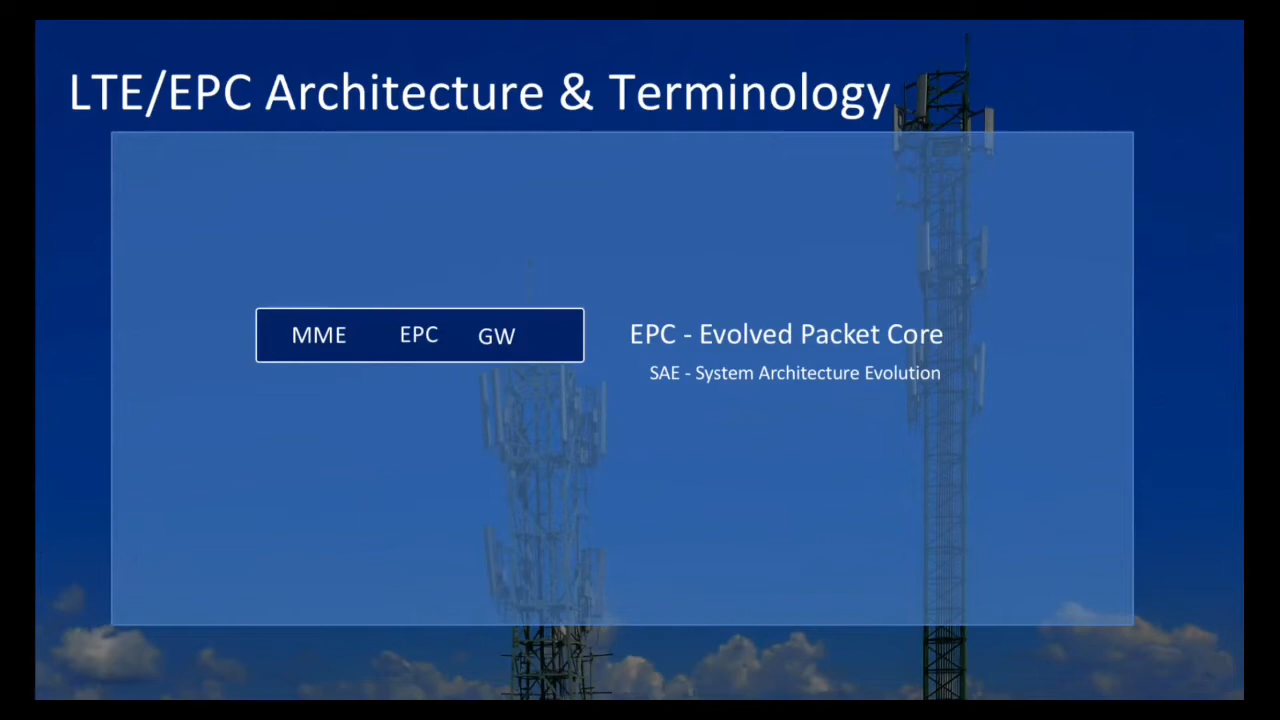 LTE/EPC Architecture & Terminology
MME EPC GW
EPC - Evolved Packet Core
SAE - System Architecture Evolution